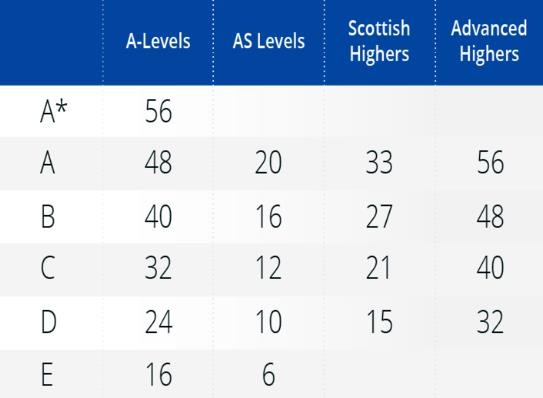 A-Levels AS Levels Scottish Highers Advanced Highers
A* 56
A 48 20 33 56
B 40 16 27 48
C 32 12 21 40
D 24 10 15 32
E 16 6